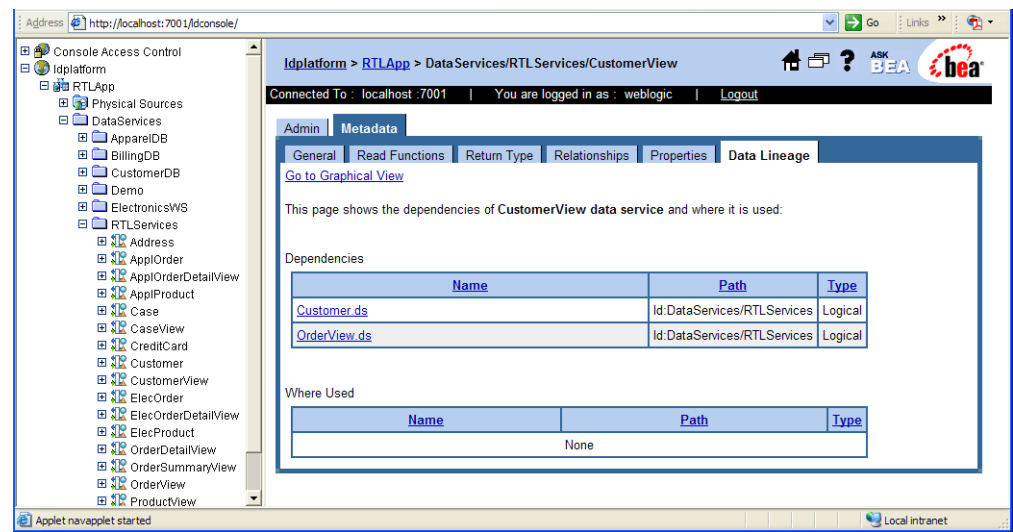 Address http://localhost:7001/ldconsole/ Go Links »
Console Access Control
ldplatform
RTLApp
Physical Sources
DataServices
ApparelDB
BillingDB
CustomerDB
Demo
ElectronicsWS
RTLServices
Address
ApplOrder
ApplOrderDetailView
ApplProduct
Case
CaseView
CreditCard
Customer
CustomerView
ElecOrder
ElecOrderDetailView
ElecProduct
OrderDetailView
OrderSummaryView
OrderView
ProductView
ldplatform > RTLApp > DataServices/RTLServices/CustomerView ? ASK BEA bea
Connected To : localhost :7001 | You are logged in as : weblogic | Logout
Admin Metadata
General Read Functions Return Type Relationships Properties Data Lineage
Go to Graphical View
This page shows the dependencies of CustomerView data service and where it is used:
Dependencies
Name Path Type
Customer.ds ld:DataServices/RTLServices Logical
OrderView.ds ld:DataServices/RTLServices Logical
Where Used
Name Path Type
None
Applet navapplet started Local intranet